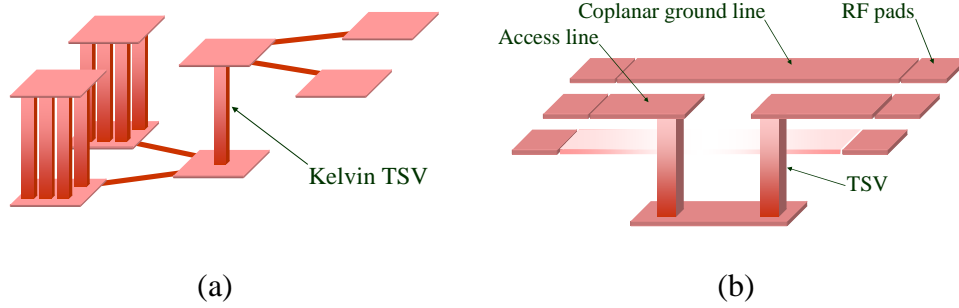 Coplanar ground line
RF pads
Access line
Kelvin TSV
TSV
(a)
(b)